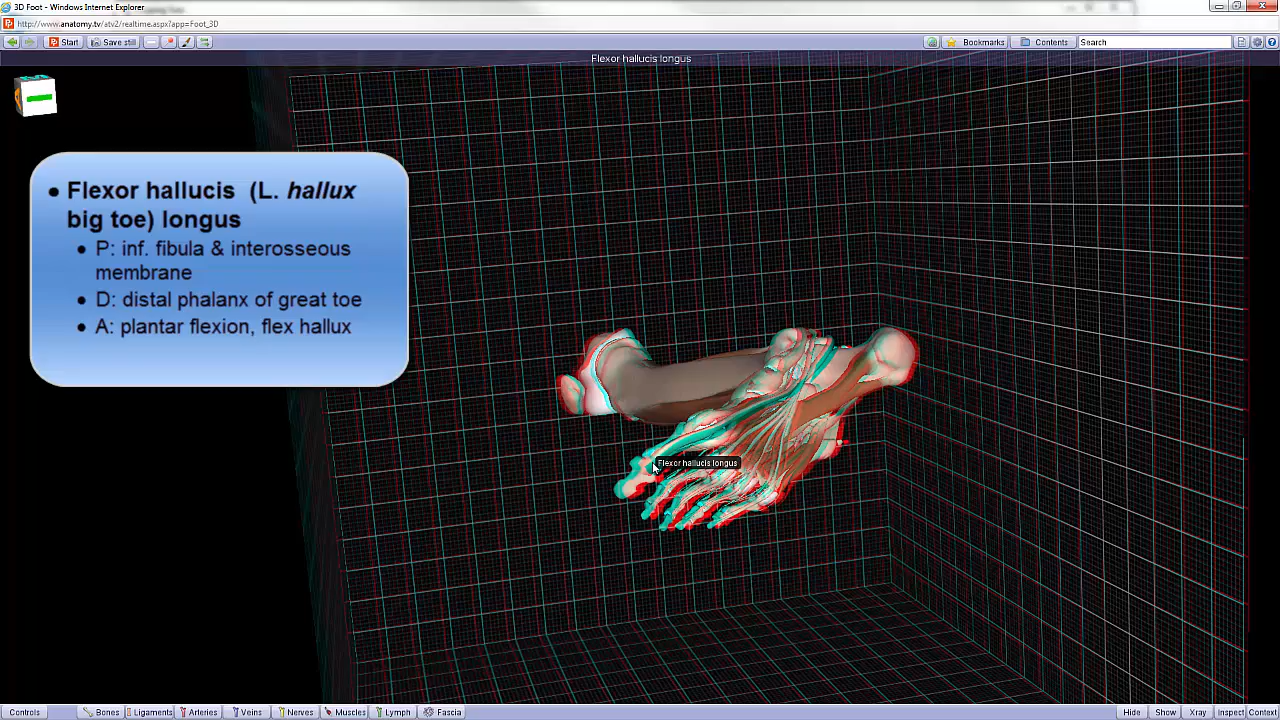 3D Foot - Windows Internet Explorer
http://www.anatomy.tv/atv2/realtime.aspx?app=Foot_3D
Start
Save still
Bookmarks
Contents
Search
Flexor hallucis longus
• Flexor hallucis (L. hallux
big toe) longus
• P: inf. fibula & interosseous
membrane
• D: distal phalanx of great toe
• A: plantar flexion, flex hallux
Flexor hallucis longus
Controls
Bones
Ligaments
Arteries
Veins
Nerves
Muscles
Lymph
Fascia
Hide
Show
Xray
Inspect
Context